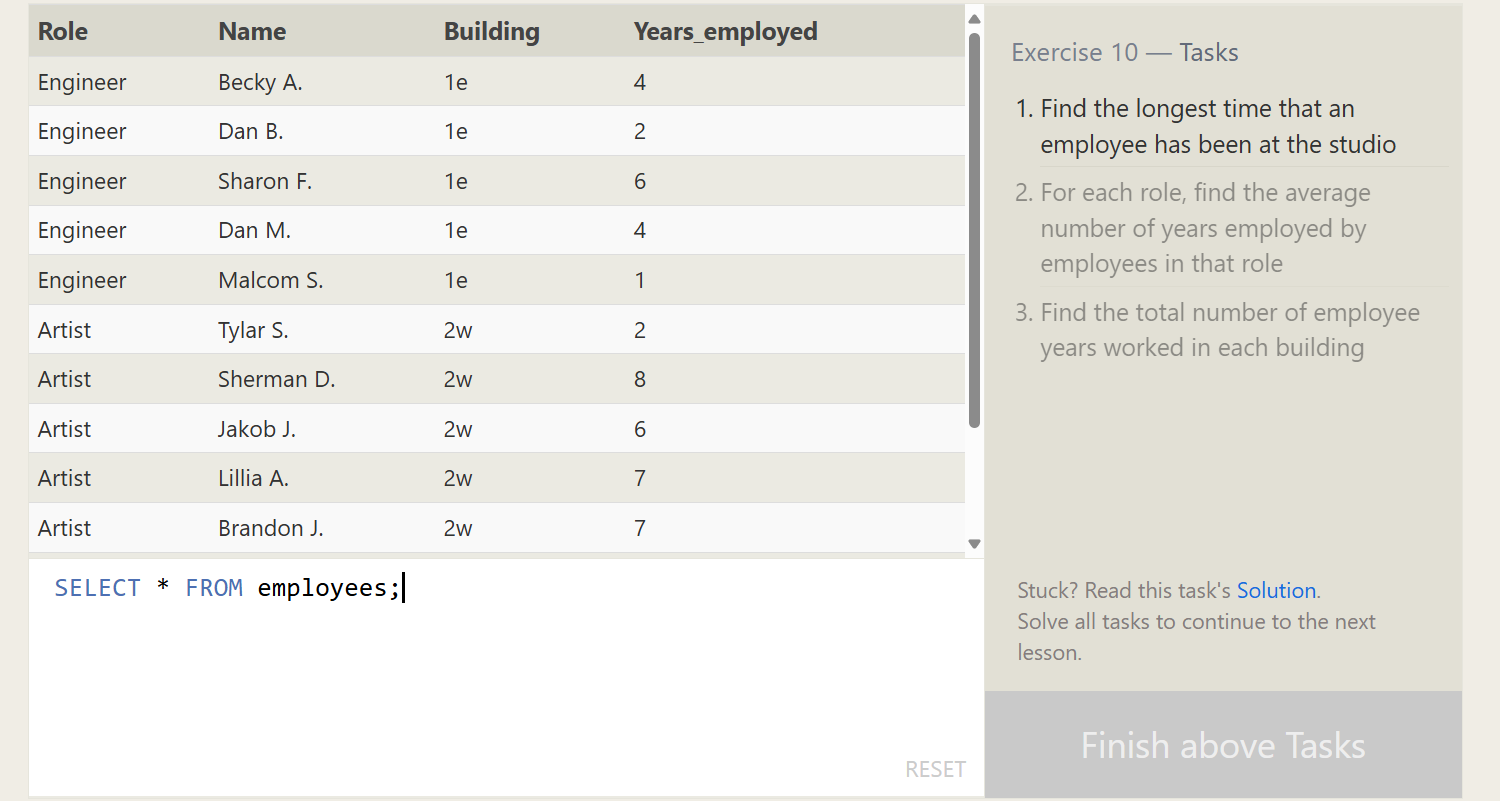 Role Name Building Years_employed
Engineer Becky A. 1e 4
Engineer Dan B. 1e 2
Engineer Sharon F. 1e 6
Engineer Dan M. 1e 4
Engineer Malcom S. 1e 1
Artist Tylar S. 2w 2
Artist Sherman D. 2w 8
Artist Jakob J. 2w 6
Artist Lillia A. 2w 7
Artist Brandon J. 2w 7
SELECT * FROM employees;
RESET
Exercise 10 — Tasks
1. Find the longest time that an
employee has been at the studio
2. For each role, find the average
number of years employed by
employees in that role
3. Find the total number of employee
years worked in each building
Stuck? Read this task's Solution.
Solve all tasks to continue to the next
lesson.
Finish above Tasks